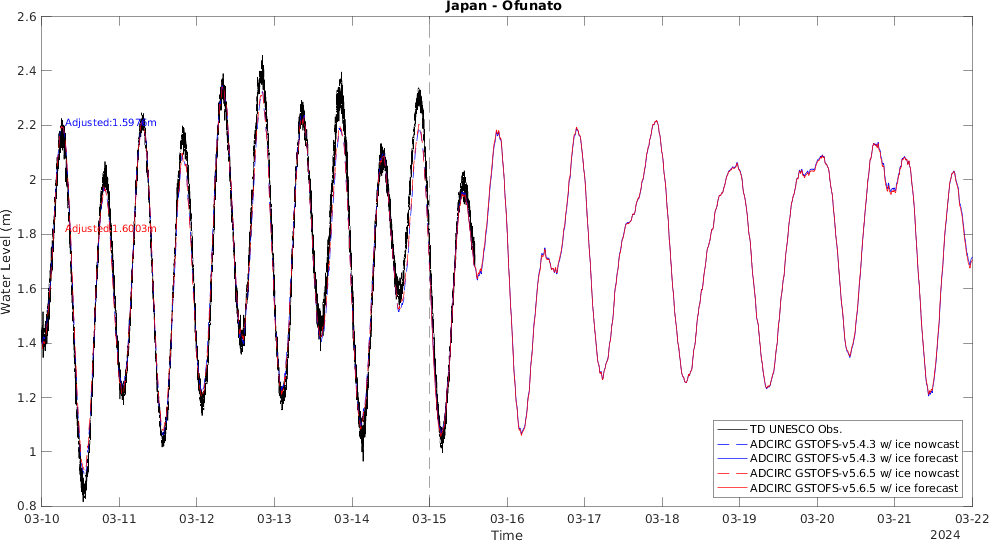 Japan - Ofunato
2.6
2.4
2.2
2
1.8
1.6
1.4
1.2
1
0.8
Water Level (m)
Adjusted:1.5976m
Adjusted:1.6003m
TD UNESCO Obs.
ADCIRC GSTOFS-v5.4.3 w/ ice nowcast
ADCIRC GSTOFS-v5.4.3 w/ ice forecast
ADCIRC GSTOFS-v5.6.5 w/ ice nowcast
ADCIRC GSTOFS-v5.6.5 w/ ice forecast
03-10 03-11 03-12 03-13 03-14 03-15 03-16 03-17 03-18 03-19 03-20 03-21 03-22
Time
2024